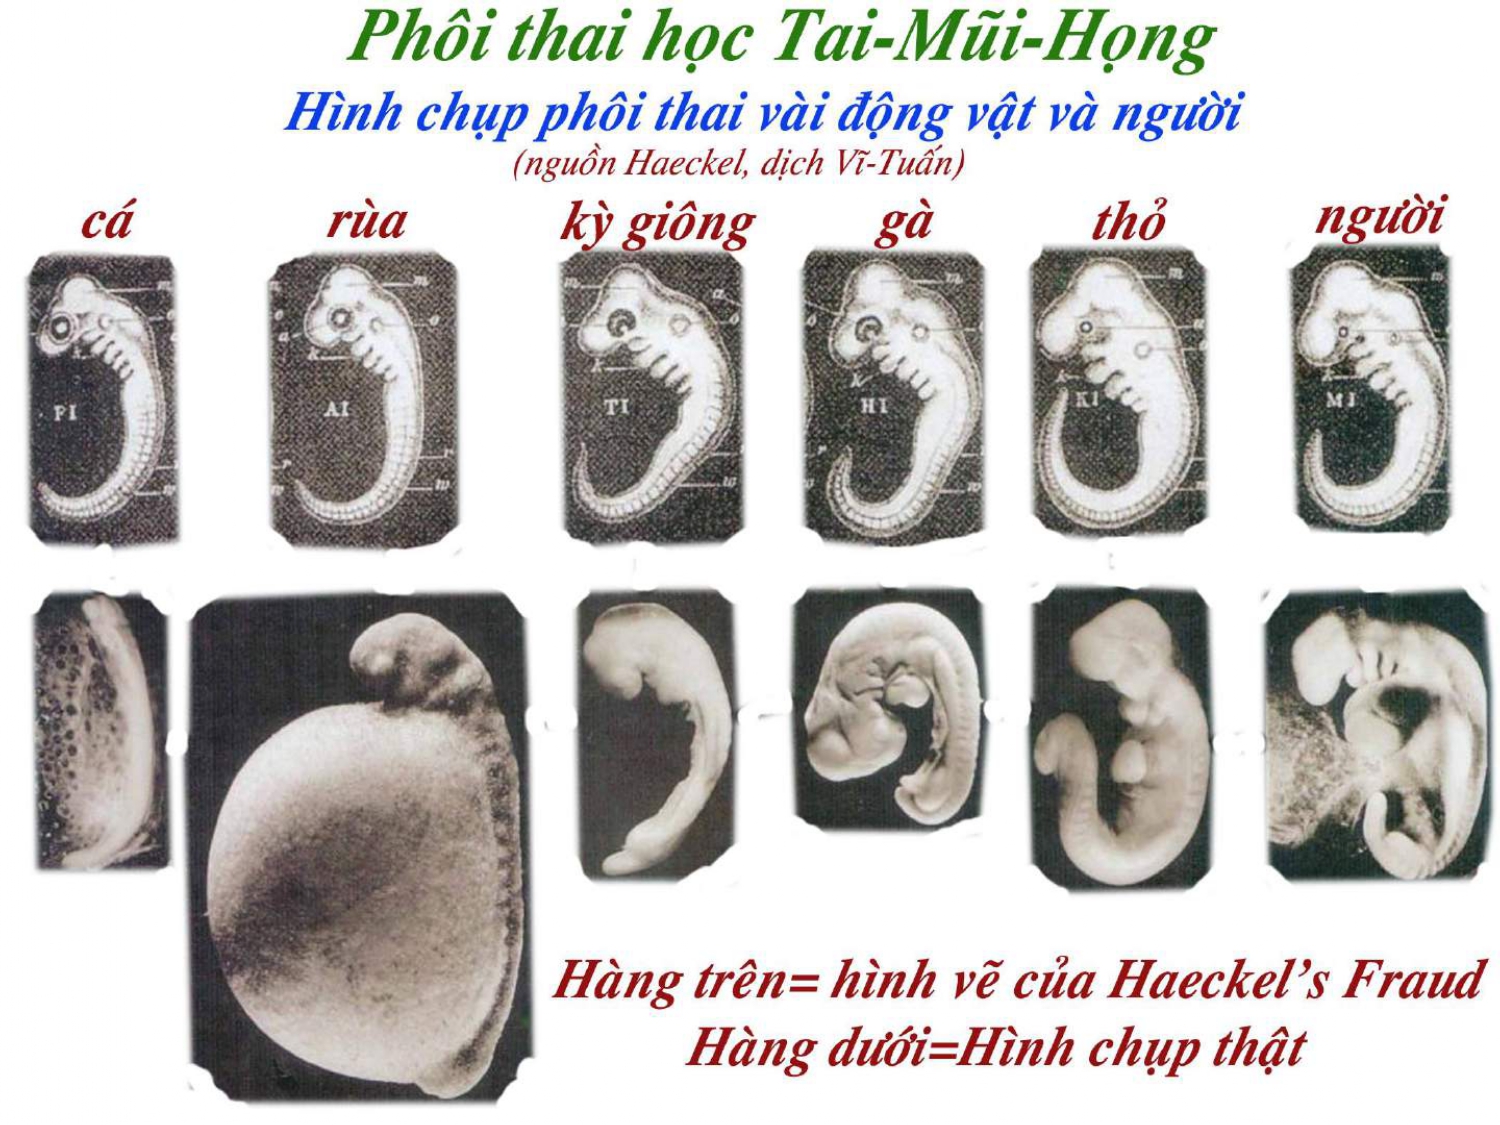 Phôi thai học Tai-Mũi-Họng
Hình chụp phôi thai vài động vật và người
(nguồn Haeckel, dịch Vĩ-Tuấn)
cá rùa kỳ giông gà thỏ người
FI AI TI HI KI MI
Hàng trên= hình vẽ của Haeckel’s Fraud
Hàng dưới=Hình chụp thật